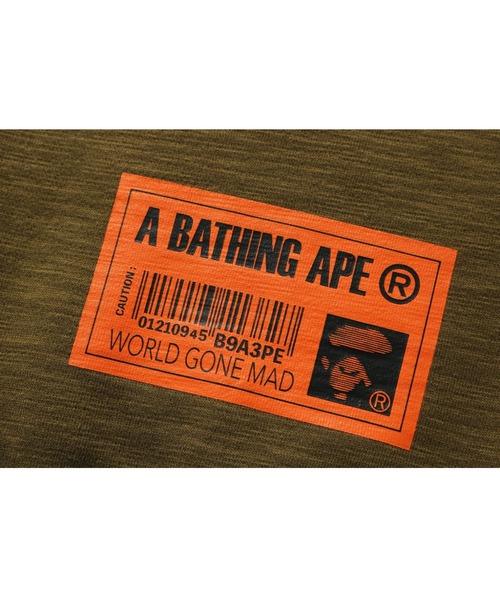 A BATHING APE ®
CAUTION:
01210945 B9A3PE
WORLD GONE MAD
®